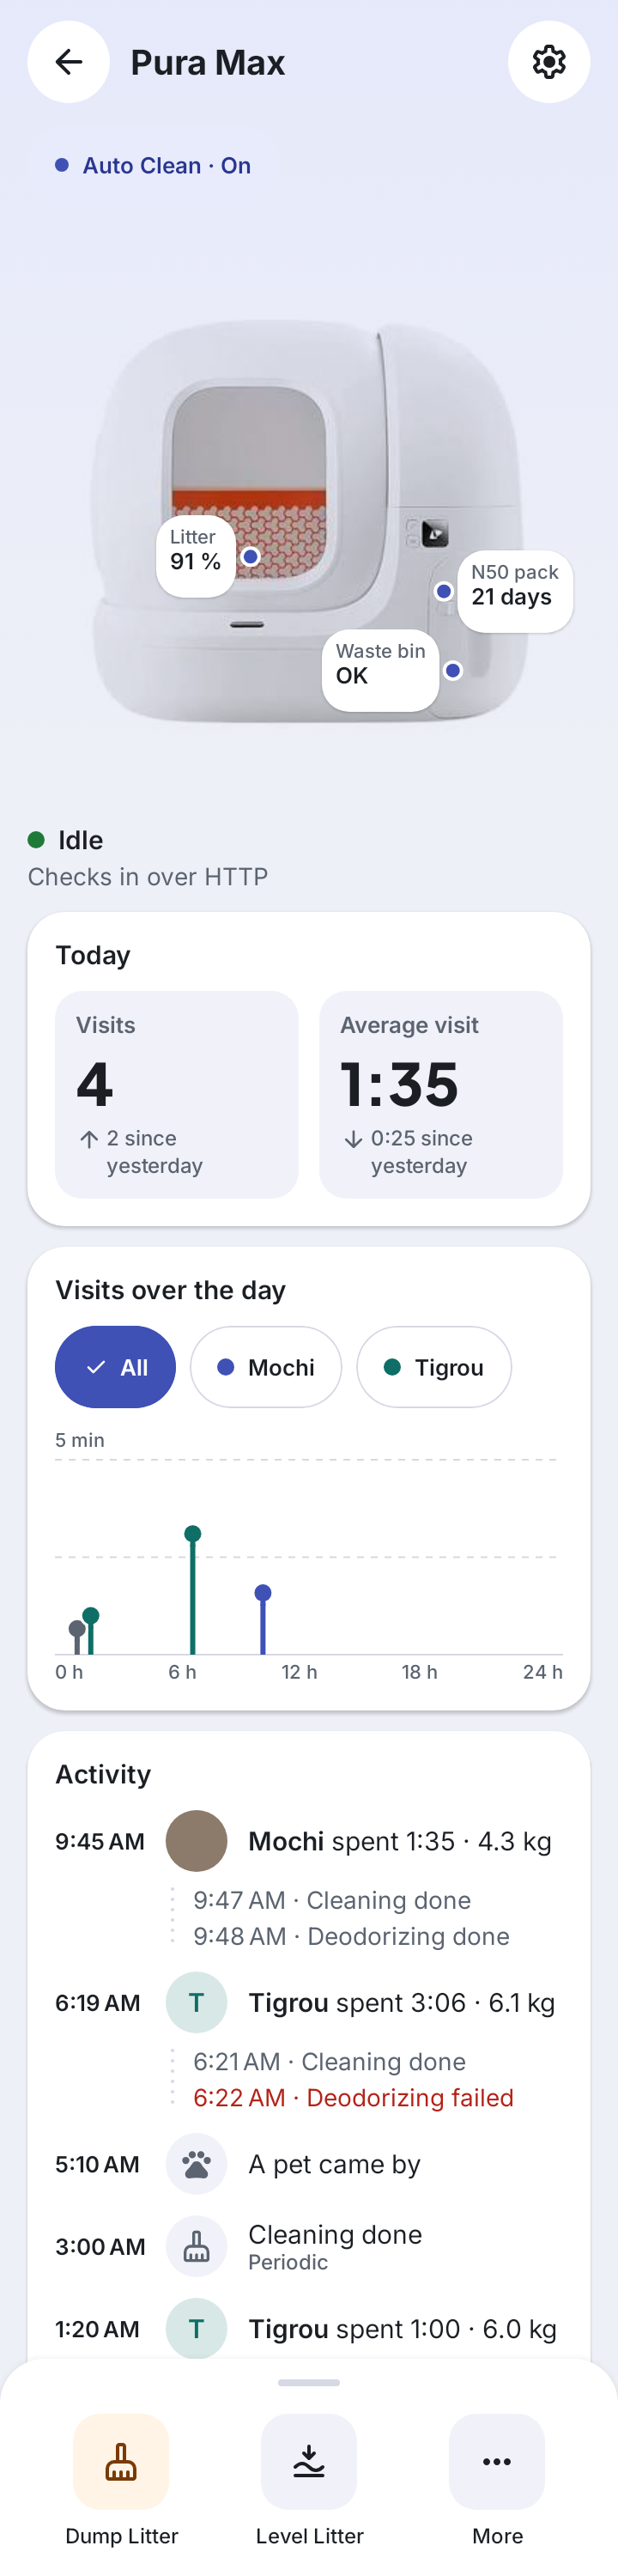 Pura Max
Auto Clean · On
Litter
91 %
N50 pack
21 days
Waste bin
OK
Idle
Checks in over HTTP
Today
Visits
4
↑ 2 since
yesterday
Average visit
1:35
↓ 0:25 since
yesterday
Visits over the day
All
Mochi
Tigrou
5 min
0 h 6 h 12 h 18 h 24 h
Activity
9:45 AM Mochi spent 1:35 · 4.3 kg
9:47 AM · Cleaning done
9:48 AM · Deodorizing done
6:19 AM T Tigrou spent 3:06 · 6.1 kg
6:21 AM · Cleaning done
6:22 AM · Deodorizing failed
5:10 AM A pet came by
3:00 AM Cleaning done
Periodic
1:20 AM T Tigrou spent 1:00 · 6.0 kg
Dump Litter
Level Litter
More